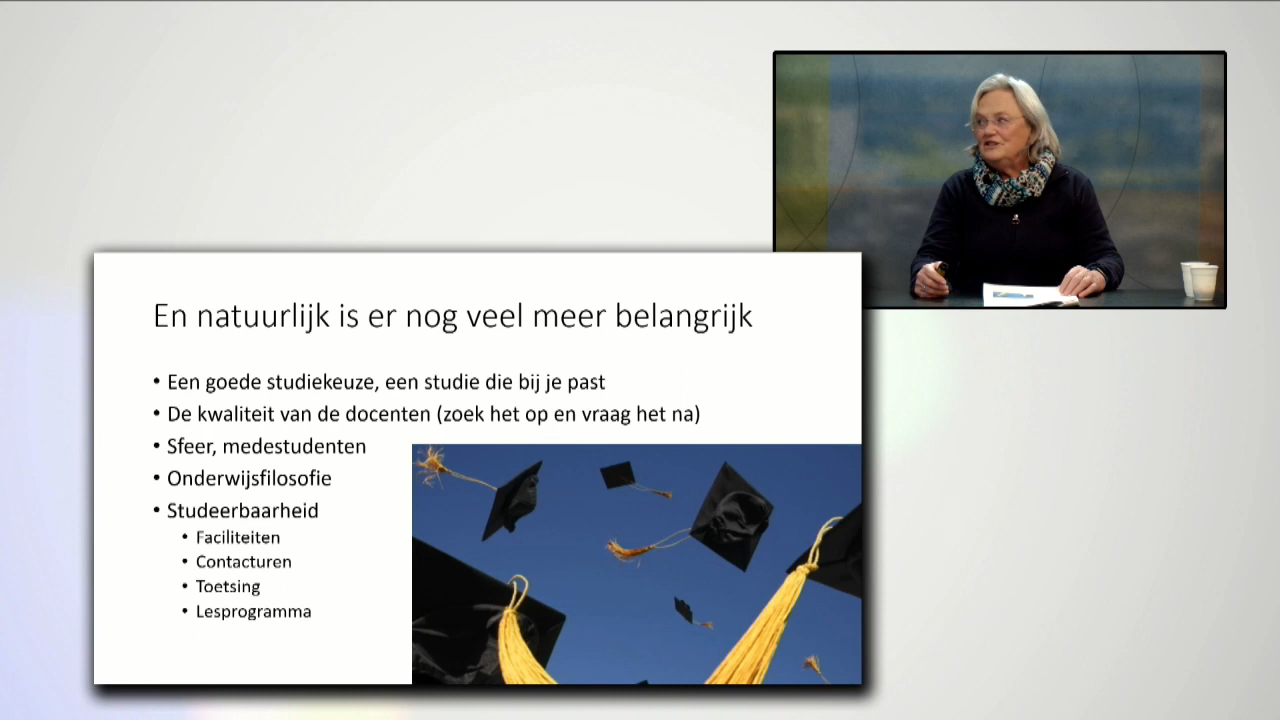 En natuurlijk is er nog veel meer belangrijk
• Een goede studiekeuze, een studie die bij je past
• De kwaliteit van de docenten (zoek het op en vraag het na)
• Sfeer, medestudenten
• Onderwijsfilosofie
• Studeerbaarheid
• Faciliteiten
• Contacturen
• Toetsing
• Lesprogramma